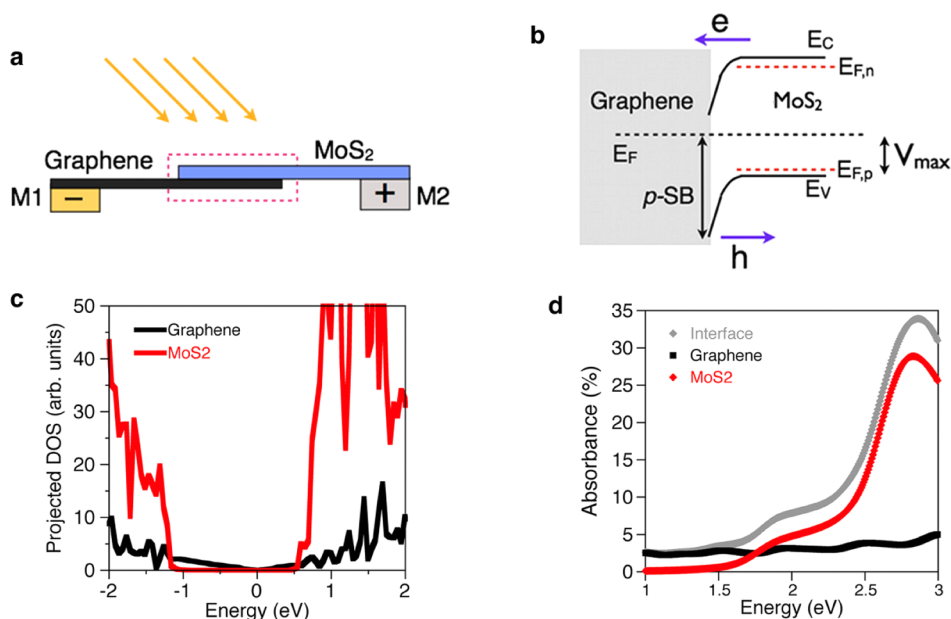 a
Graphene
MoS2
M1
−
+
M2
b
e
EC
EF,n
Graphene
MoS2
EF
Vmax
EF,p
p-SB
EV
h
c
Projected DOS (arb. units)
50
40
30
20
10
0
Graphene
MoS2
-2
-1
0
1
2
Energy (eV)
d
Absorbance (%)
35
30
25
20
15
10
5
0
Interface
Graphene
MoS2
1
1.5
2
2.5
3
Energy (eV)